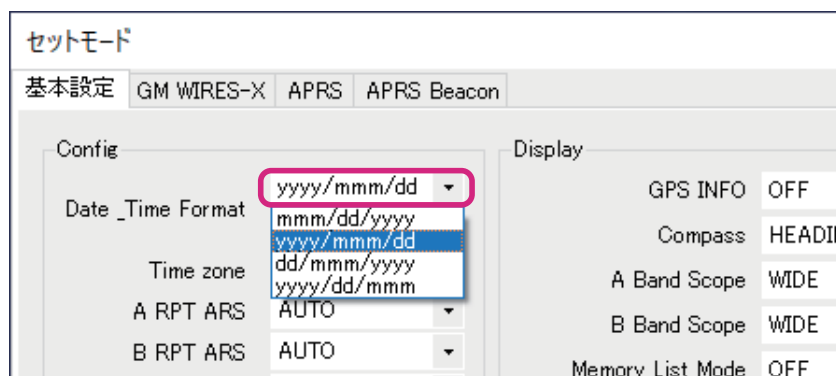 セットモード
基本設定 GM WIRES-X APRS APRS Beacon
Config
Date _Time Format yyyy/mmm/dd
mmm/dd/yyyy
yyyy/mmm/dd
dd/mmm/yyyy
yyyy/dd/mmm
Time zone
A RPT ARS AUTO
B RPT ARS AUTO
Display
GPS INFO OFF
Compass
A Band Scope WIDE
B Band Scope WIDE
Memory List Mode OFF